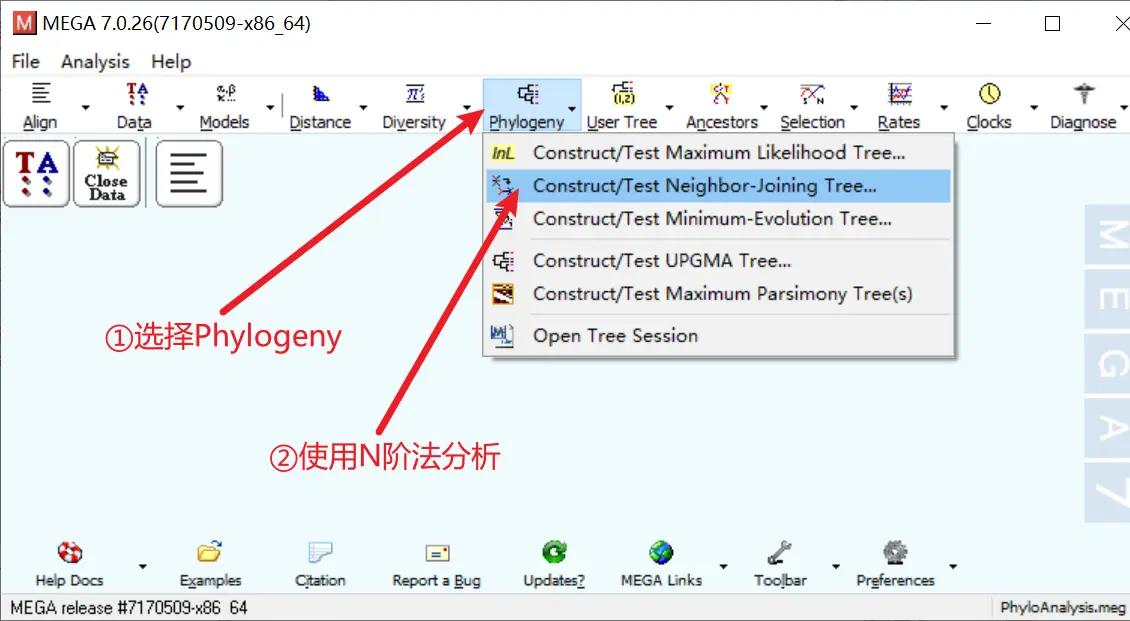 MEGA 7.0.26(7170509-x86_64)
File Analysis Help
Align Data Models Distance Diversity Phylogeny User Tree Ancestors Selection Rates Clocks Diagnose
TA Close Data
lnL Construct/Test Maximum Likelihood Tree...
Construct/Test Neighbor-Joining Tree...
Construct/Test Minimum-Evolution Tree...
Construct/Test UPGMA Tree...
Construct/Test Maximum Parsimony Tree(s)
Open Tree Session
①选择Phylogeny
②使用N阶法分析
M
E
G
A
7
Help Docs Examples Citation Report a Bug Updates? MEGA Links Toolbar Preferences
MEGA release #7170509-x86_64 PhyloAnalysis.meg